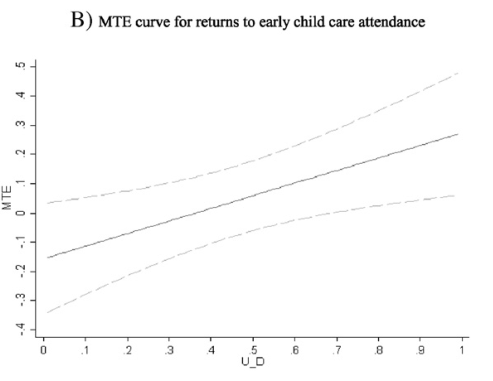 B) MTE curve for returns to early child care attendance
.5
.4
.3
.2
.1
0
-.1
-.2
-.3
-.4
MTE
0 .1 .2 .3 .4 .5 .6 .7 .8 .9 1
U_D